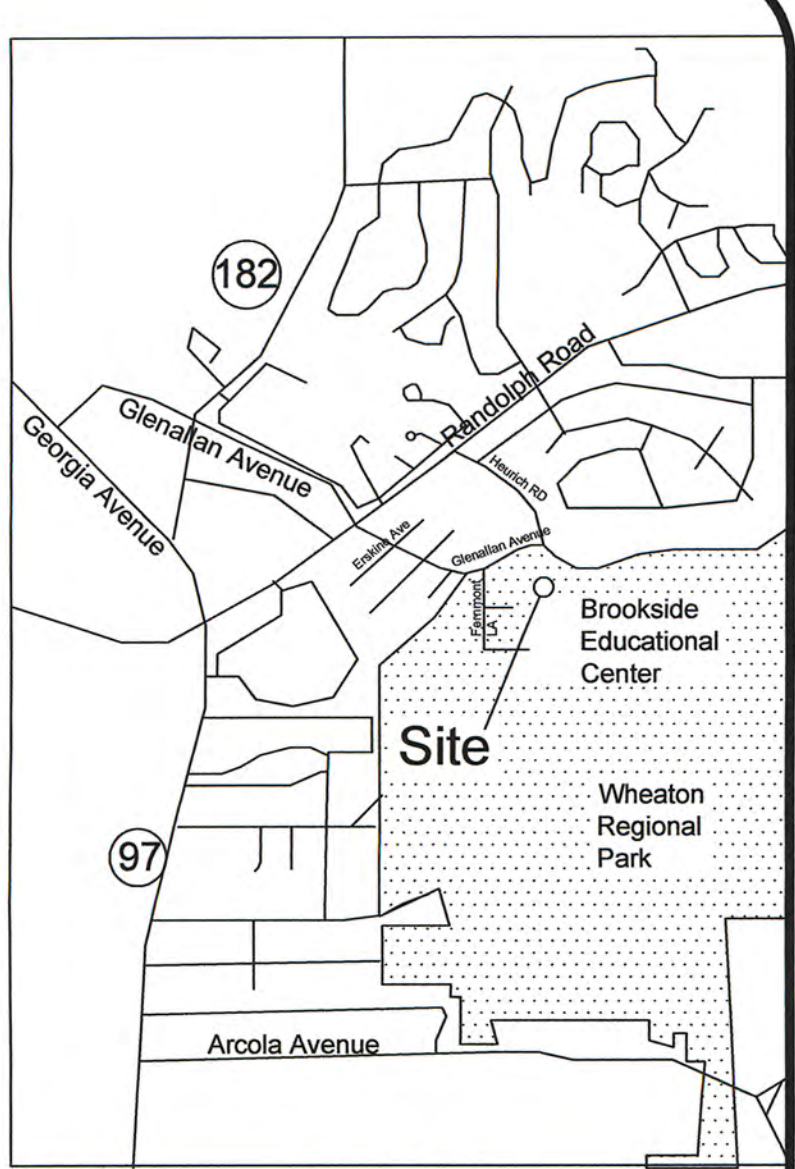 182
Randolph Road
Glenallan Avenue
Georgia Avenue
Heurich RD
Erskine Ave
Glenallan Avenue
Femmont
LA
Brookside
Educational
Center
Site
Wheaton
Regional
Park
97
Arcola Avenue